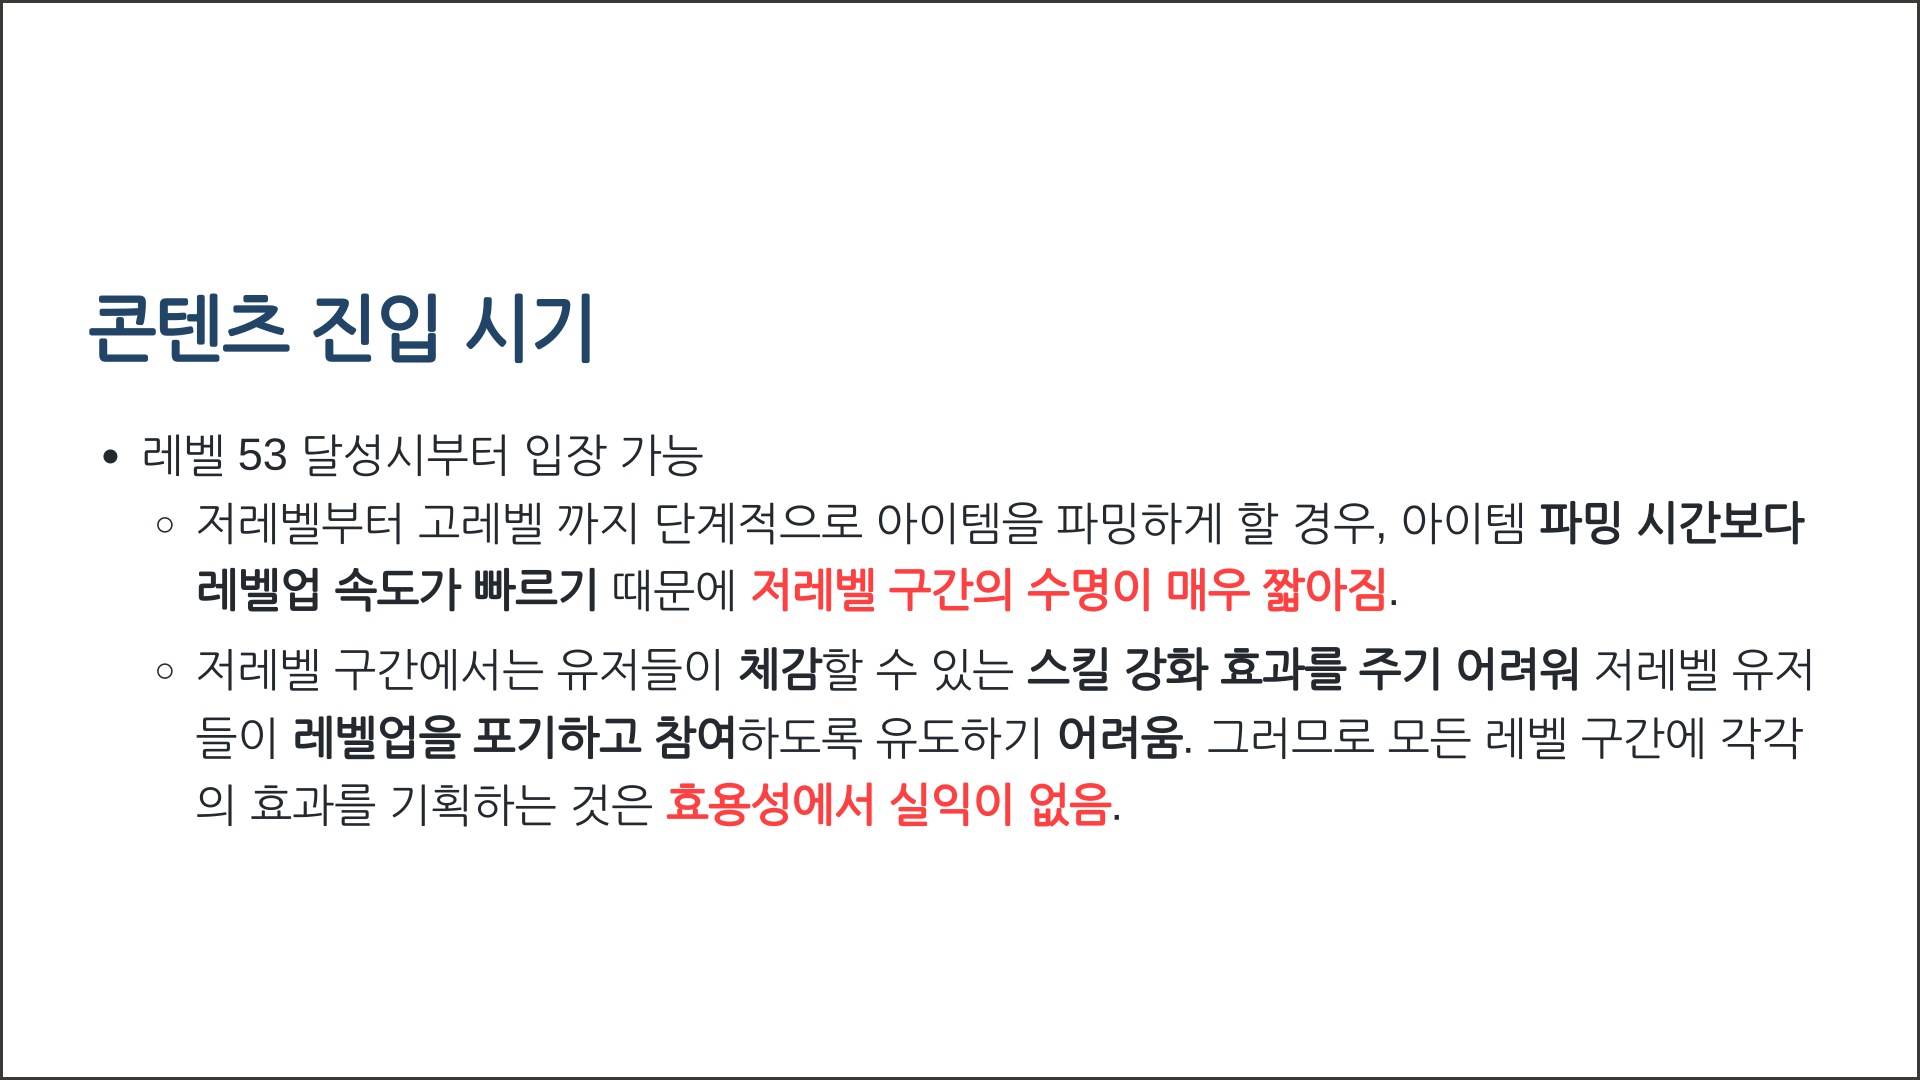 콘텐츠 진입 시기
• 레벨 53 달성시부터 입장 가능
◦ 저레벨부터 고레벨 까지 단계적으로 아이템을 파밍하게 할 경우, 아이템 파밍 시간보다
레벨업 속도가 빠르기 때문에 저레벨 구간의 수명이 매우 짧아짐.
◦ 저레벨 구간에서는 유저들이 체감할 수 있는 스킬 강화 효과를 주기 어려워 저레벨 유저
들이 레벨업을 포기하고 참여하도록 유도하기 어려움. 그러므로 모든 레벨 구간에 각각
의 효과를 기획하는 것은 효용성에서 실익이 없음.